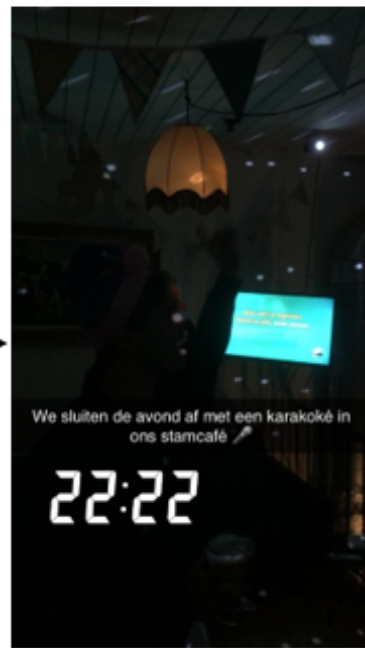 We sluiten de avond af met een karakoké in
ons stamcafé 🎤
22:22